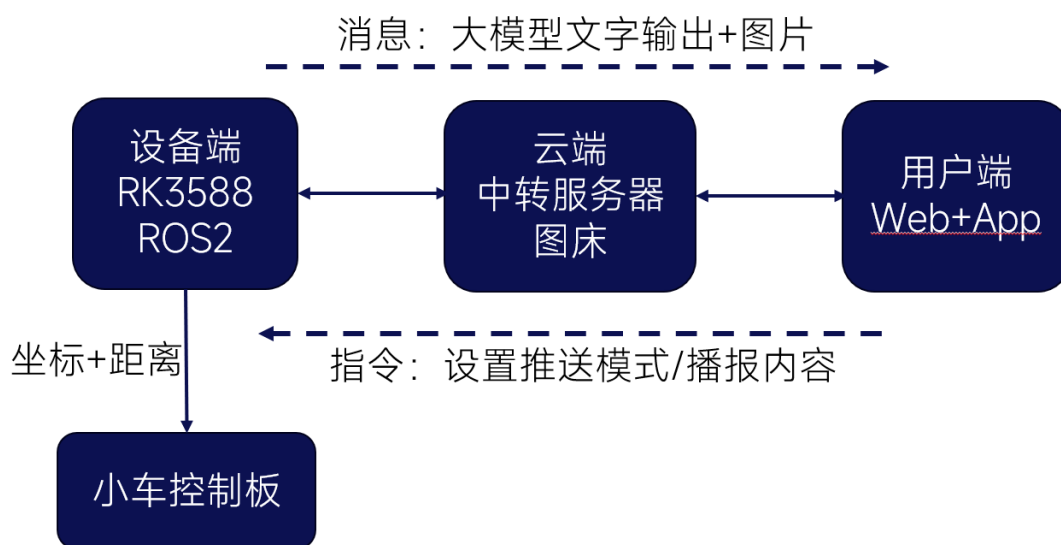 消息：大模型文字输出+图片
设备端
RK3588
ROS2
云端
中转服务器
图床
用户端
Web+App
坐标+距离
指令：设置推送模式/播报内容
小车控制板